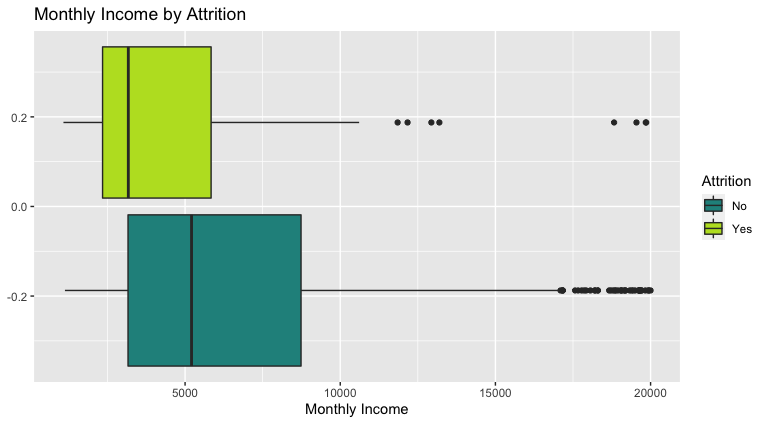 Monthly Income by Attrition
0.2
0.0
-0.2
5000 10000 15000 20000
Monthly Income
Attrition
No
Yes